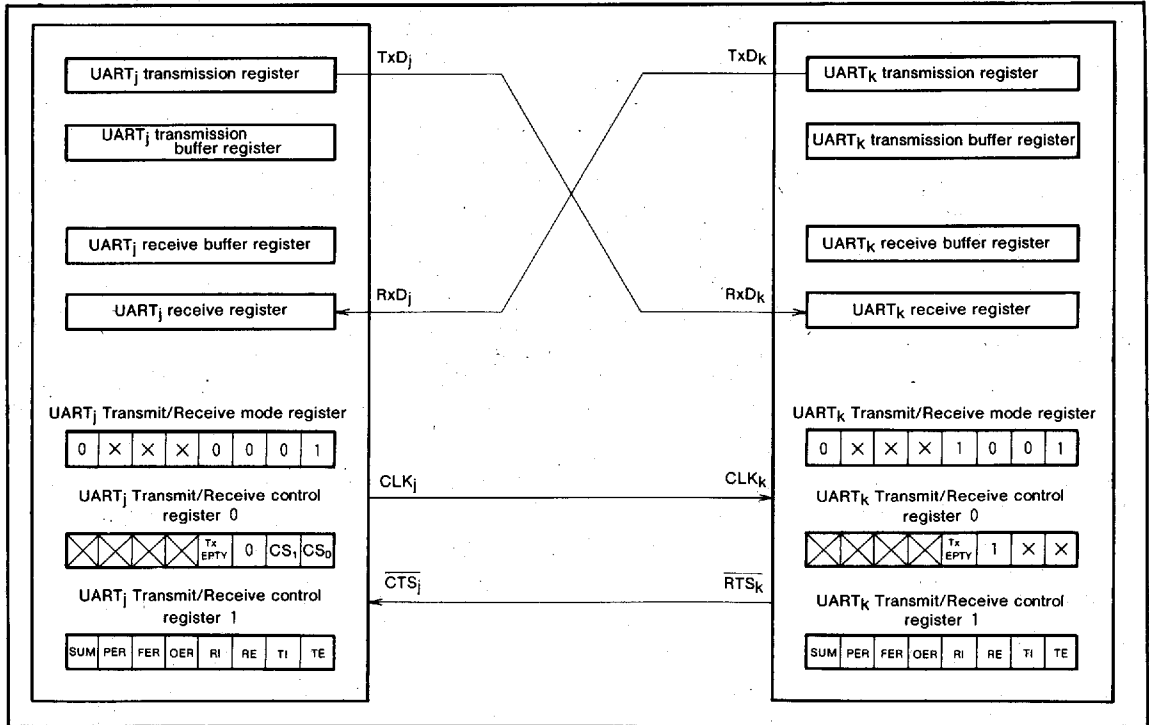 TxDj
TxDk
UARTj transmission register
UARTk transmission register
UARTj transmission
buffer register
UARTk transmission buffer register
UARTj receive buffer register
UARTk receive buffer register
RxDj
RxDk
UARTj receive register
UARTk receive register
UARTj Transmit/Receive mode register
0 × × × 0 0 0 1
UARTk Transmit/Receive mode register
0 × × × 1 0 0 1
CLKj
CLKk
UARTj Transmit/Receive control
register 0
Tx
EPTY 0 CS1 CS0
UARTk Transmit/Receive control
register 0
Tx
EPTY 1 × ×
CTSj
RTSk
UARTj Transmit/Receive control
register 1
SUM PER FER OER RI RE TI TE
UARTk Transmit/Receive control
register 1
SUM PER FER OER RI RE TI TE